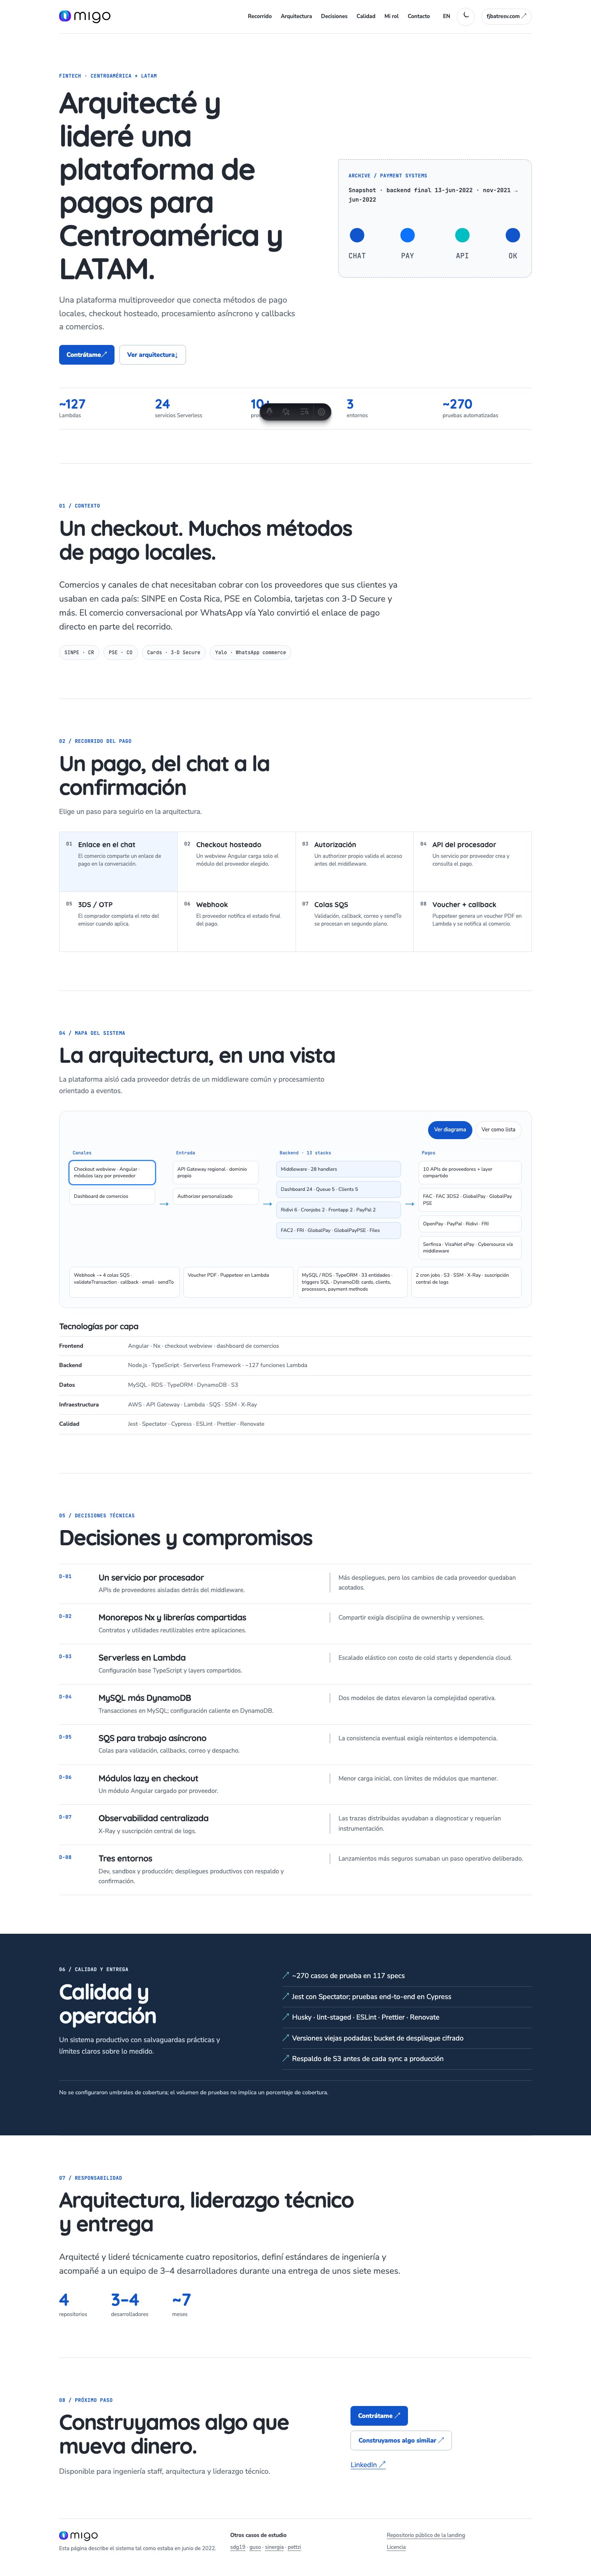 migo
Recorrido Arquitectura Decisiones Calidad Mi rol Contacto EN fjbatresv.com ↗
FINTECH · CENTROAMÉRICA + LATAM
Arquitecté y
lideré una
plataforma de
pagos para
Centroamérica y
LATAM.
Una plataforma multiproveedor que conecta métodos de pago
locales, checkout hosteado, procesamiento asíncrono y callbacks
a comercios.
Contrátame↗ Ver arquitectura↓
ARCHIVE / PAYMENT SYSTEMS
Snapshot · backend final 13-jun-2022 · nov-2021 →
jun-2022
CHAT PAY API OK
~127
Lambdas
24
servicios Serverless
3
entornos
~270
pruebas automatizadas
01 / CONTEXTO
Un checkout. Muchos métodos
de pago locales.
Comercios y canales de chat necesitaban cobrar con los proveedores que sus clientes ya
usaban en cada país: SINPE en Costa Rica, PSE en Colombia, tarjetas con 3-D Secure y
más. El comercio conversacional por WhatsApp vía Yalo convirtió el enlace de pago
directo en parte del recorrido.
SINPE · CR PSE · CO Cards · 3-D Secure Yalo · WhatsApp commerce
02 / RECORRIDO DEL PAGO
Un pago, del chat a la
confirmación
Elige un paso para seguirlo en la arquitectura.
01 Enlace en el chat
El comercio comparte un enlace de
pago en la conversación.
02 Checkout hosteado
Un webview Angular carga solo el
módulo del proveedor elegido.
03 Autorización
Un authorizer propio valida el acceso
antes del middleware.
04 API del procesador
Un servicio por proveedor crea y
consulta el pago.
05 3DS / OTP
El comprador completa el reto del
emisor cuando aplica.
06 Webhook
El proveedor notifica el estado final
del pago.
07 Colas SQS
Validación, callback, correo y sendTo
se procesan en segundo plano.
08 Voucher + callback
Puppeteer genera un voucher PDF en
Lambda y se notifica al comercio.
04 / MAPA DEL SISTEMA
La arquitectura, en una vista
La plataforma aisló cada proveedor detrás de un middleware común y procesamiento
orientado a eventos.
Ver diagrama Ver como lista
Canales
Checkout webview · Angular ·
módulos lazy por proveedor
Dashboard de comercios
Entrada
API Gateway regional · dominio
propio
Authorizer personalizado
Backend · 13 stacks
Middleware · 28 handlers
Dashboard 24 · Queue 5 · Clients 5
Ridivi 6 · Cronjobs 2 · Frontapp 2 · PayPal 2
FAC2 · FRI · GlobalPay · GlobalPayPSE · Files
Pagos
10 APIs de proveedores + layer
compartido
FAC · FAC 3DS2 · GlobalPay · GlobalPay
PSE
OpenPay · PayPal · Ridivi · FRI
Serfinsa · VisaNet ePay · Cybersource vía
middleware
Webhook → 4 colas SQS ·
validateTransaction · callback · email · sendTo
Voucher PDF · Puppeteer en Lambda
MySQL / RDS · TypeORM · 33 entidades ·
triggers SQL · DynamoDB: cards, clients,
processors, payment methods
2 cron jobs · S3 · SSM · X-Ray · suscripción
central de logs
Tecnologías por capa
Frontend Angular · Nx · checkout webview · dashboard de comercios
Backend Node.js · TypeScript · Serverless Framework · ~127 funciones Lambda
Datos MySQL · RDS · TypeORM · DynamoDB · S3
Infraestructura AWS · API Gateway · Lambda · SQS · SSM · X-Ray
Calidad Jest · Spectator · Cypress · ESLint · Prettier · Renovate
05 / DECISIONES TÉCNICAS
Decisiones y compromisos
D-01 Un servicio por procesador
APIs de proveedores aisladas detrás del middleware.
Más despliegues, pero los cambios de cada proveedor quedaban
acotados.
D-02 Monorepos Nx y librerías compartidas
Contratos y utilidades reutilizables entre aplicaciones.
Compartir exigía disciplina de ownership y versiones.
D-03 Serverless en Lambda
Configuración base TypeScript y layers compartidos.
Escalado elástico con costo de cold starts y dependencia cloud.
D-04 MySQL más DynamoDB
Transacciones en MySQL; configuración caliente en DynamoDB.
Dos modelos de datos elevaron la complejidad operativa.
D-05 SQS para trabajo asíncrono
Colas para validación, callbacks, correo y despacho.
La consistencia eventual exigía reintentos e idempotencia.
D-06 Módulos lazy en checkout
Un módulo Angular cargado por proveedor.
Menor carga inicial, con límites de módulos que mantener.
D-07 Observabilidad centralizada
X-Ray y suscripción central de logs.
Las trazas distribuidas ayudaban a diagnosticar y requerían
instrumentación.
D-08 Tres entornos
Dev, sandbox y producción; despliegues productivos con respaldo y
confirmación.
Lanzamientos más seguros sumaban un paso operativo deliberado.
06 / CALIDAD Y ENTREGA
Calidad y
operación
Un sistema productivo con salvaguardas prácticas y
límites claros sobre lo medido.
↗ ~270 casos de prueba en 117 specs
↗ Jest con Spectator; pruebas end-to-end en Cypress
↗ Husky · lint-staged · ESLint · Prettier · Renovate
↗ Versiones viejas podadas; bucket de despliegue cifrado
↗ Respaldo de S3 antes de cada sync a producción
No se configuraron umbrales de cobertura; el volumen de pruebas no implica un porcentaje de cobertura.
07 / RESPONSABILIDAD
Arquitectura, liderazgo técnico
y entrega
Arquitecté y lideré técnicamente cuatro repositorios, definí estándares de ingeniería y
acompañé a un equipo de 3–4 desarrolladores durante una entrega de unos siete meses.
4
repositorios
3–4
desarrolladores
~7
meses
08 / PRÓXIMO PASO
Construyamos algo que
mueva dinero.
Disponible para ingeniería staff, arquitectura y liderazgo técnico.
Contrátame ↗
Construyamos algo similar ↗
LinkedIn ↗
migo
Esta página describe el sistema tal como estaba en junio de 2022.
Otros casos de estudio
sdg19 · guso · sinergia · pettzi
Repositorio público de la landing
Licencia